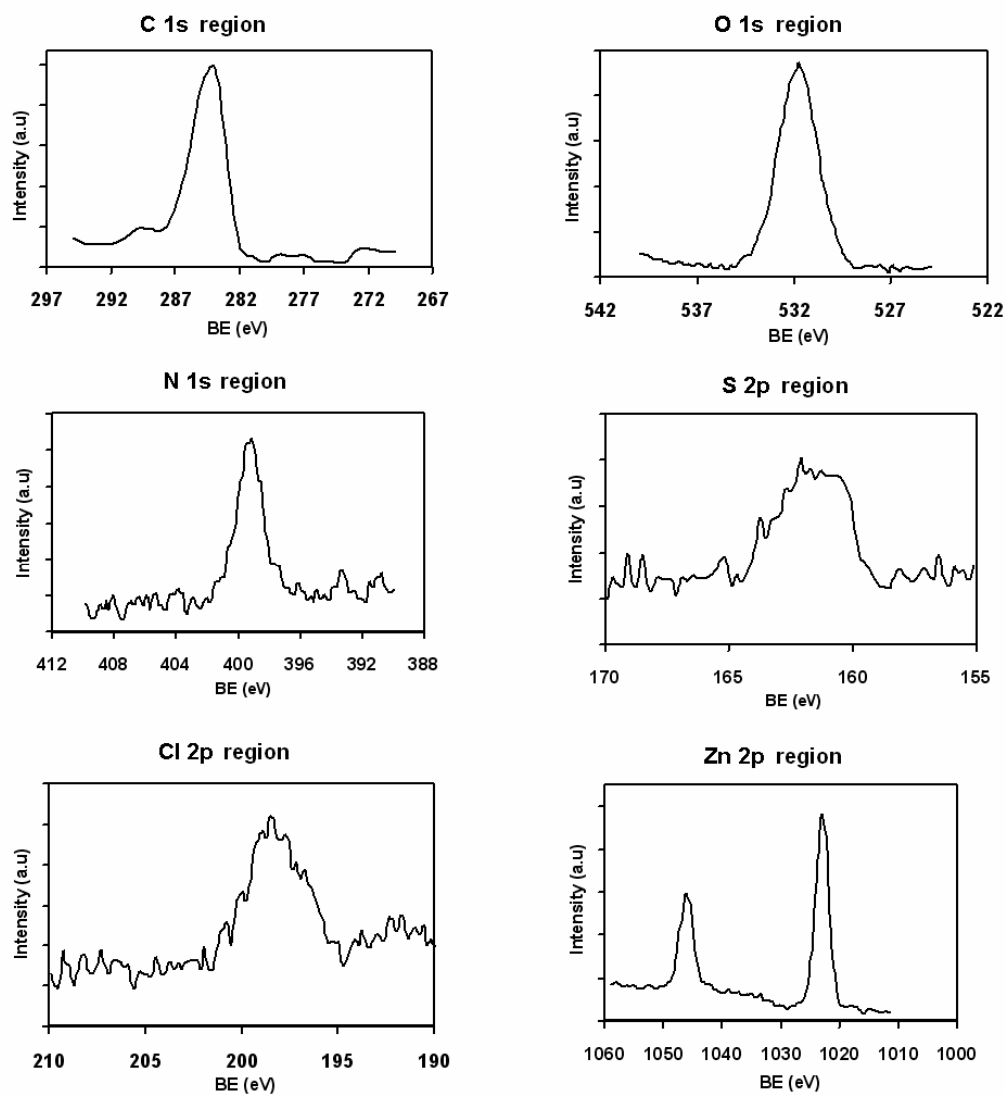 C 1s region
Intensity (a.u)
297 292 287 282 277 272 267
BE (eV)
O 1s region
Intensity (a.u)
542 537 532 527 522
BE (eV)
N 1s region
Intensity (a.u)
412 408 404 400 396 392 388
BE (eV)
S 2p region
Intensity (a.u)
170 165 160 155
BE (eV)
Cl 2p region
Intensity (a.u)
210 205 200 195 190
BE (eV)
Zn 2p region
Intensity (a.u)
1060 1050 1040 1030 1020 1010 1000
BE (eV)